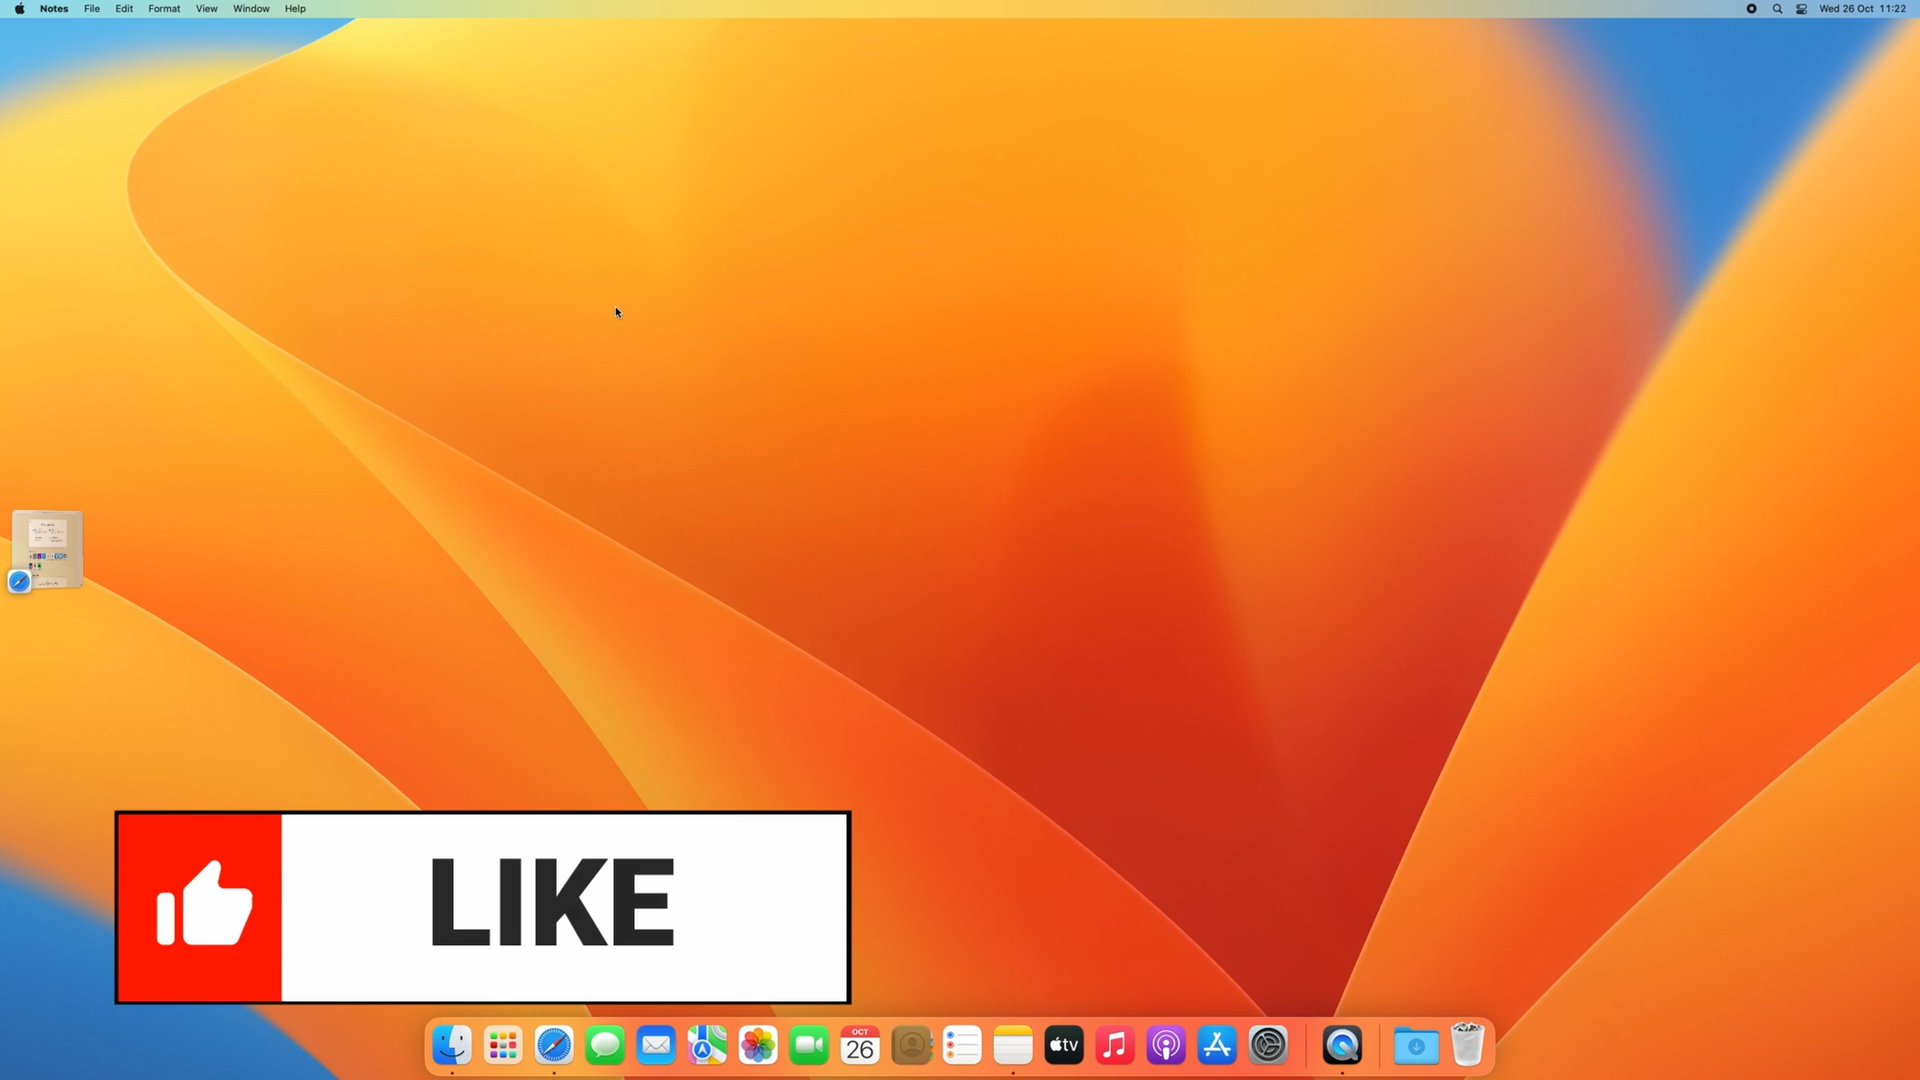 Notes File Edit Format View Window Help
Wed 26 Oct 11:22
LIKE
OCT
26
tv